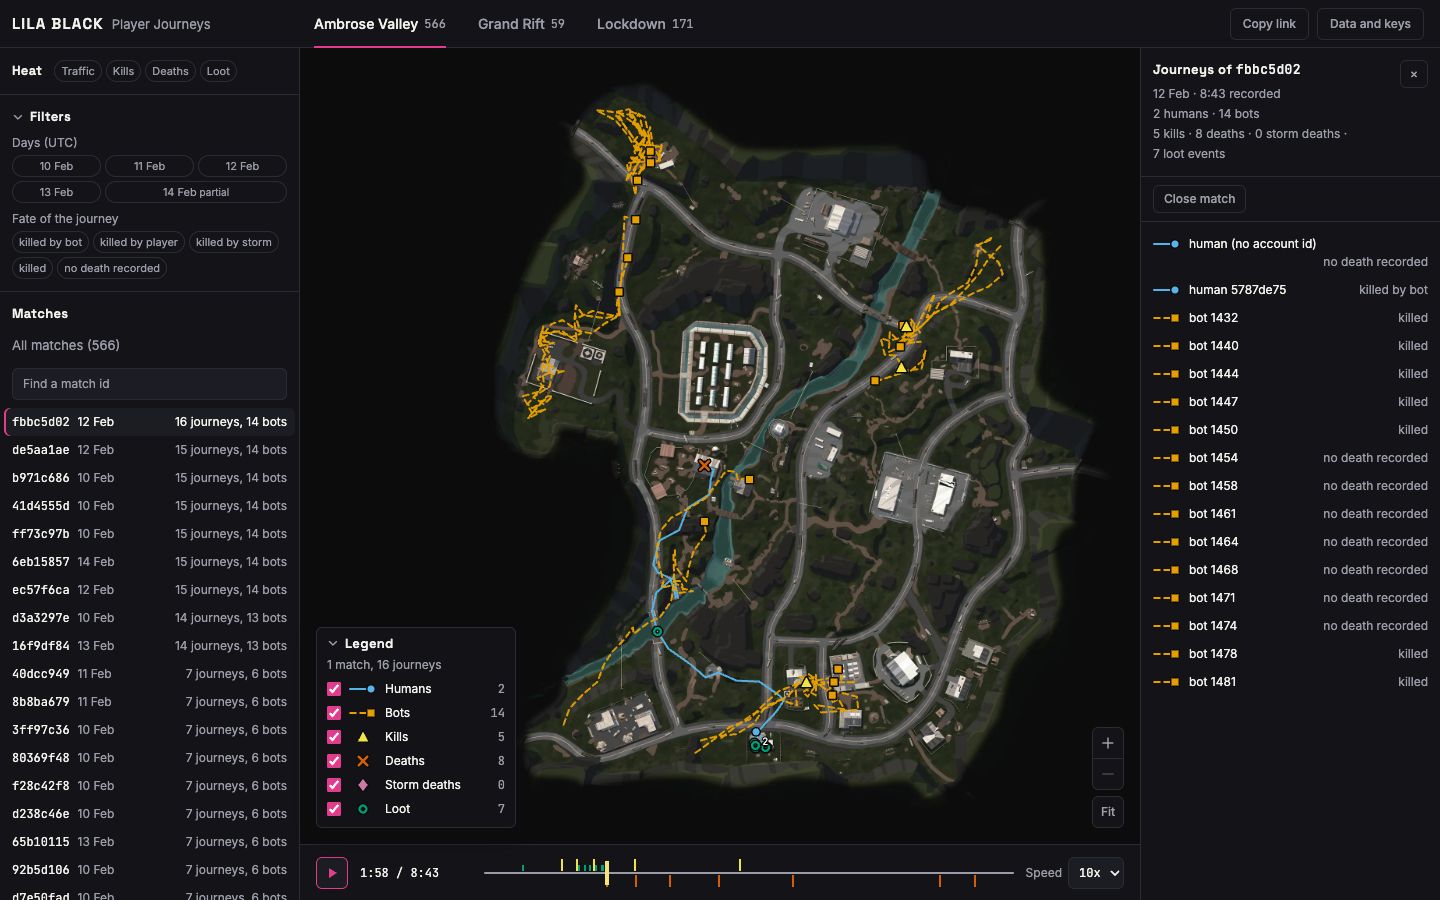 LILA BLACK Player Journeys
Ambrose Valley 566
Grand Rift 59
Lockdown 171
Copy link
Data and keys
Heat
Traffic
Kills
Deaths
Loot
Filters
Days (UTC)
10 Feb
11 Feb
12 Feb
13 Feb
14 Feb partial
Fate of the journey
killed by bot
killed by player
killed by storm
killed
no death recorded
Matches
All matches (566)
Find a match id
fbbc5d02 12 Feb 16 journeys, 14 bots
de5aa1ae 12 Feb 15 journeys, 14 bots
b971c686 10 Feb 15 journeys, 14 bots
41d4555d 10 Feb 15 journeys, 14 bots
ff73c97b 10 Feb 15 journeys, 14 bots
6eb15857 14 Feb 15 journeys, 14 bots
ec57f6ca 12 Feb 15 journeys, 14 bots
d3a3297e 10 Feb 14 journeys, 13 bots
16f9df84 13 Feb 14 journeys, 13 bots
40dcc949 11 Feb 7 journeys, 6 bots
8b8ba679 11 Feb 7 journeys, 6 bots
3ff97c36 10 Feb 7 journeys, 6 bots
80369f48 10 Feb 7 journeys, 6 bots
f28c42f8 10 Feb 7 journeys, 6 bots
d238c46e 10 Feb 7 journeys, 6 bots
65b10115 13 Feb 7 journeys, 6 bots
92b5d106 10 Feb 7 journeys, 6 bots
d7e50fad 10 Feb 7 journeys, 6 bots
2
Legend
1 match, 16 journeys
Humans 2
Bots 14
Kills 5
Deaths 8
Storm deaths 0
Loot 7
+
−
Fit
1:58 / 8:43
Speed 10x
Journeys of fbbc5d02
×
12 Feb · 8:43 recorded
2 humans · 14 bots
5 kills · 8 deaths · 0 storm deaths ·
7 loot events
Close match
human (no account id)
no death recorded
human 5787de75 killed by bot
bot 1432 killed
bot 1440 killed
bot 1444 killed
bot 1447 killed
bot 1450 killed
bot 1454 no death recorded
bot 1458 no death recorded
bot 1461 no death recorded
bot 1464 no death recorded
bot 1468 no death recorded
bot 1471 no death recorded
bot 1474 no death recorded
bot 1478 killed
bot 1481 killed